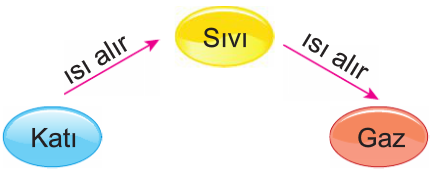 Sıvı
ısı alır
ısı alır
Katı
Gaz